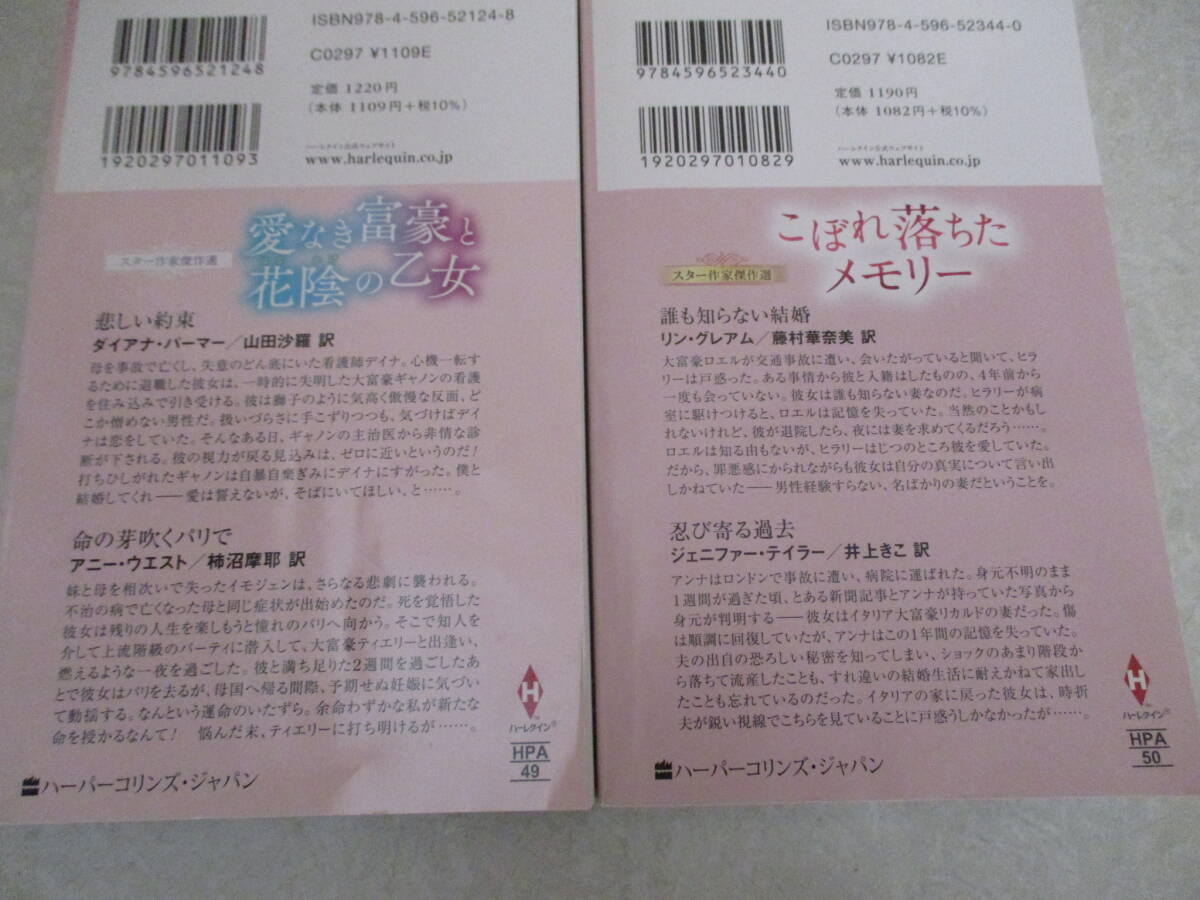 ISBN978-4-596-52124-8
9784596521248
C0297 ¥1109E
定価 1220円
(本体 1109円+税10%)
1920297011093
ハーレクイン公式ウェブサイト
www.harlequin.co.jp
スター作家傑作選
愛なき富豪と
花陰の乙女
悲しい約束
ダイアナ・パーマー/山田沙羅 訳
母を事故で亡くし、失意のどん底にいた看護師デイナ。心機一転す
るために退職した彼女は、一時的に失明した大富豪ギャノンの看護
を住み込みで引き受ける。彼は獅子のように気高く傲慢な反面、ど
こか憎めない男性だ。扱いづらさに手こずりつつも、気づけばデイ
ナは恋をしていた。そんなある日、ギャノンの主治医から非情な診
断が下される。彼の視力が戻る見込みは、ゼロに近いというのだ!
打ちひしがれたギャノンは自暴自棄ぎみにデイナにすがった。僕と
結婚してくれ――愛は誓えないが、そばにいてほしい、と……。
命の芽吹くパリで
アニー・ウエスト/柿沼摩耶 訳
妹と母を相次いで失ったイモジェンは、さらなる悲劇に襲われる。
不治の病で亡くなった母と同じ症状が出始めたのだ。死を覚悟した
彼女は残りの人生を楽しもうと憧れのパリへ向かう。そこで知人を
介して上流階級のパーティに潜入して、大富豪ティエリーと出逢い、
燃えるような一夜を過ごした。彼と満ち足りた2週間を過ごしたあ
とで彼女はパリを去るが、母国へ帰る間際、予期せぬ妊娠に気づい
て動揺する。なんという運命のいたずら。余命わずかな私が新たな
命を授かるなんて! 悩んだ末、ティエリーに打ち明けるが……。
H
ハーレクイン®
HPA
49
ハーパーコリンズ・ジャパン
ISBN978-4-596-52344-0
9784596523440
C0297 ¥1082E
定価 1190円
(本体 1082円+税10%)
1920297010829
ハーレクイン公式ウェブサイト
www.harlequin.co.jp
こぼれ落ちた
スター作家傑作選
メモリー
誰も知らない結婚
リン・グレアム/藤村華奈美 訳
大富豪ロエルが交通事故に遭い、会いたがっていると聞いて、ヒラ
リーは戸惑った。ある事情から彼と入籍はしたものの、4年前から
一度も会っていない。彼女は誰も知らない妻なのだ。ヒラリーが病
室に駆けつけると、ロエルは記憶を失っていた。当然のことかもし
れないけれど、彼が退院したら、夜には妻を求めてくるだろう……。
ロエルは知る由もないが、ヒラリーはじつのところ彼を愛していた。
だから、罪悪感にかられながらも彼女は自分の真実について言い出
しかねていた――男性経験すらない、名ばかりの妻だということを。
忍び寄る過去
ジェニファー・テイラー/井上きこ 訳
アンナはロンドンで事故に遭い、病院に運ばれた。身元不明のまま
1週間が過ぎた頃、とある新聞記事とアンナが持っていた写真から
身元が判明する――彼女はイタリア大富豪リカルドの妻だった。傷
は順調に回復していたが、アンナはこの1年間の記憶を失っていた。
夫の出自の恐ろしい秘密を知ってしまい、ショックのあまり階段か
ら落ちて流産したことも、すれ違いの結婚生活に耐えかねて家出し
たことも忘れているのだった。イタリアの家に戻った彼女は、時折
夫が鋭い視線でこちらを見ていることに戸惑うしかなかったが……。
H
ハーレクイン®
HPA
50
ハーパーコリンズ・ジャパン